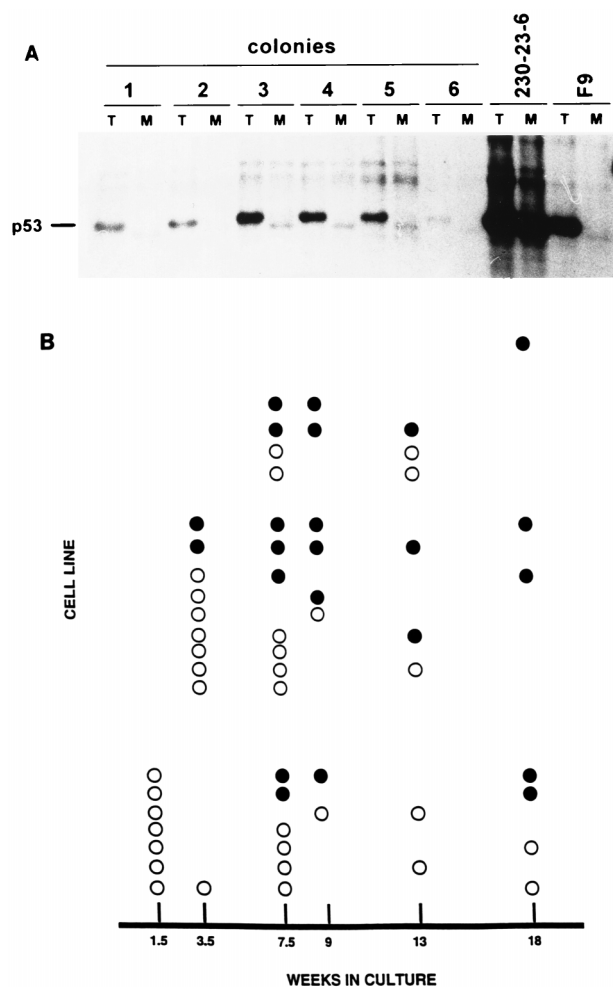 A
colonies
230-23-6
F9
1 2 3 4 5 6
T M T M T M T M T M T M T M T M
p53
B
CELL LINE
1.5 3.5 7.5 9 13 18
WEEKS IN CULTURE